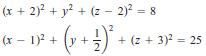 (x + 2)² + y² + (z − 2)² = 8
(x − 1)² + (y + 1/2)² + (z + 3)² = 25